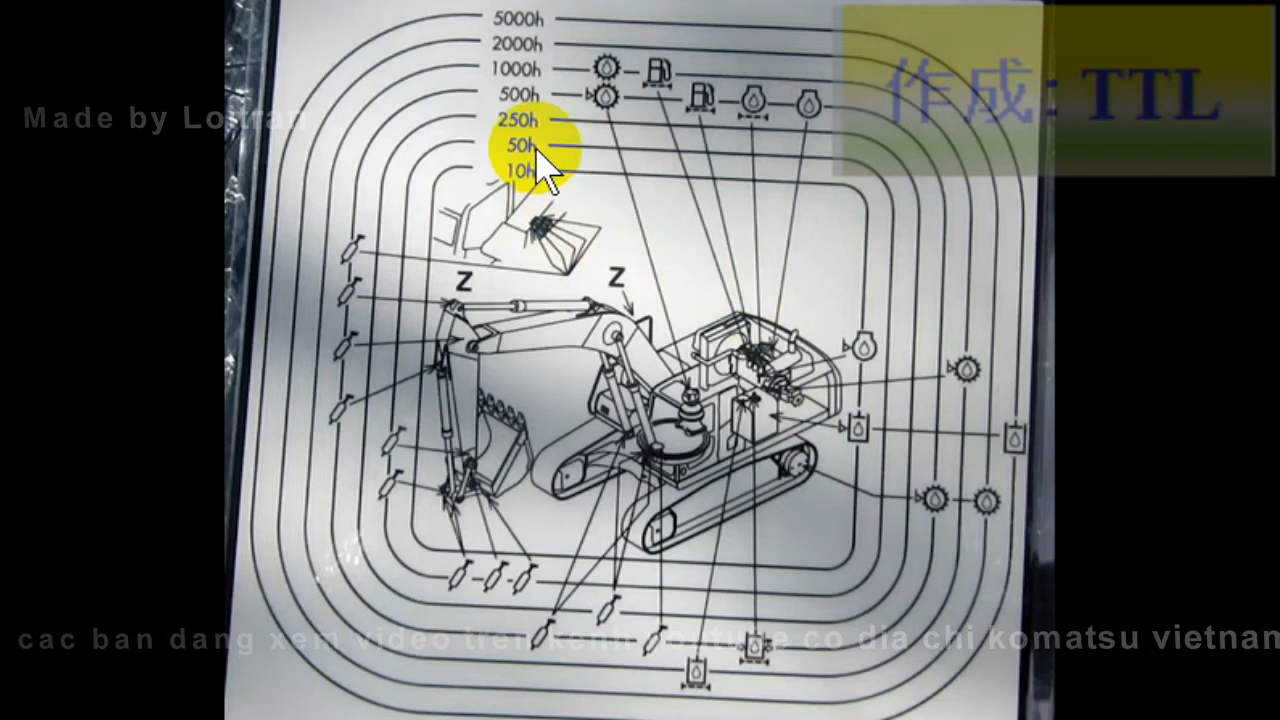 5000h
2000h
1000h
500h
250h
50h
10h
作成: TTL
Made by
Z
Z
cac ban dang xem video tren kenh youtube co dia chi komatsu vietnam